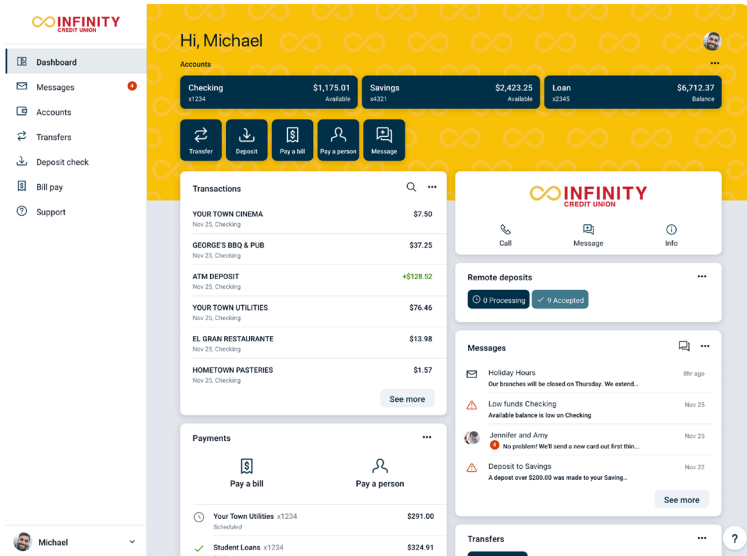 INFINITY
CREDIT UNION
Dashboard
Messages 4
Accounts
Transfers
Deposit check
Bill pay
Support
Michael
Hi, Michael
Accounts
Checking $1,175.01
x1234 Available
Savings $2,423.25
x4321 Available
Loan $6,712.37
x2345 Balance
Transfer
Deposit
Pay a bill
Pay a person
Message
Transactions
YOUR TOWN CINEMA $7.50
Nov 25, Checking
GEORGE'S BBQ & PUB $37.25
Nov 25, Checking
ATM DEPOSIT +$128.52
Nov 25, Checking
YOUR TOWN UTILITIES $76.46
Nov 25, Checking
EL GRAN RESTAURANTE $13.98
Nov 25, Checking
HOMETOWN PASTERIES $1.57
Nov 25, Checking
See more
Payments
Pay a bill
Pay a person
Your Town Utilities x1234 $291.00
Scheduled
Student Loans x1234 $324.91
INFINITY
CREDIT UNION
Call
Message
Info
Remote deposits
0 Processing
9 Accepted
Messages
Holiday Hours 8hr ago
Our branches will be closed on Thursday. We extend...
Low funds Checking Nov 25
Available balance is low on Checking
Jennifer and Amy Nov 25
4 No problem! We'll send a new card out first thin...
Deposit to Savings Nov 22
A deposit over $200.00 was made to your Saving...
See more
Transfers
?